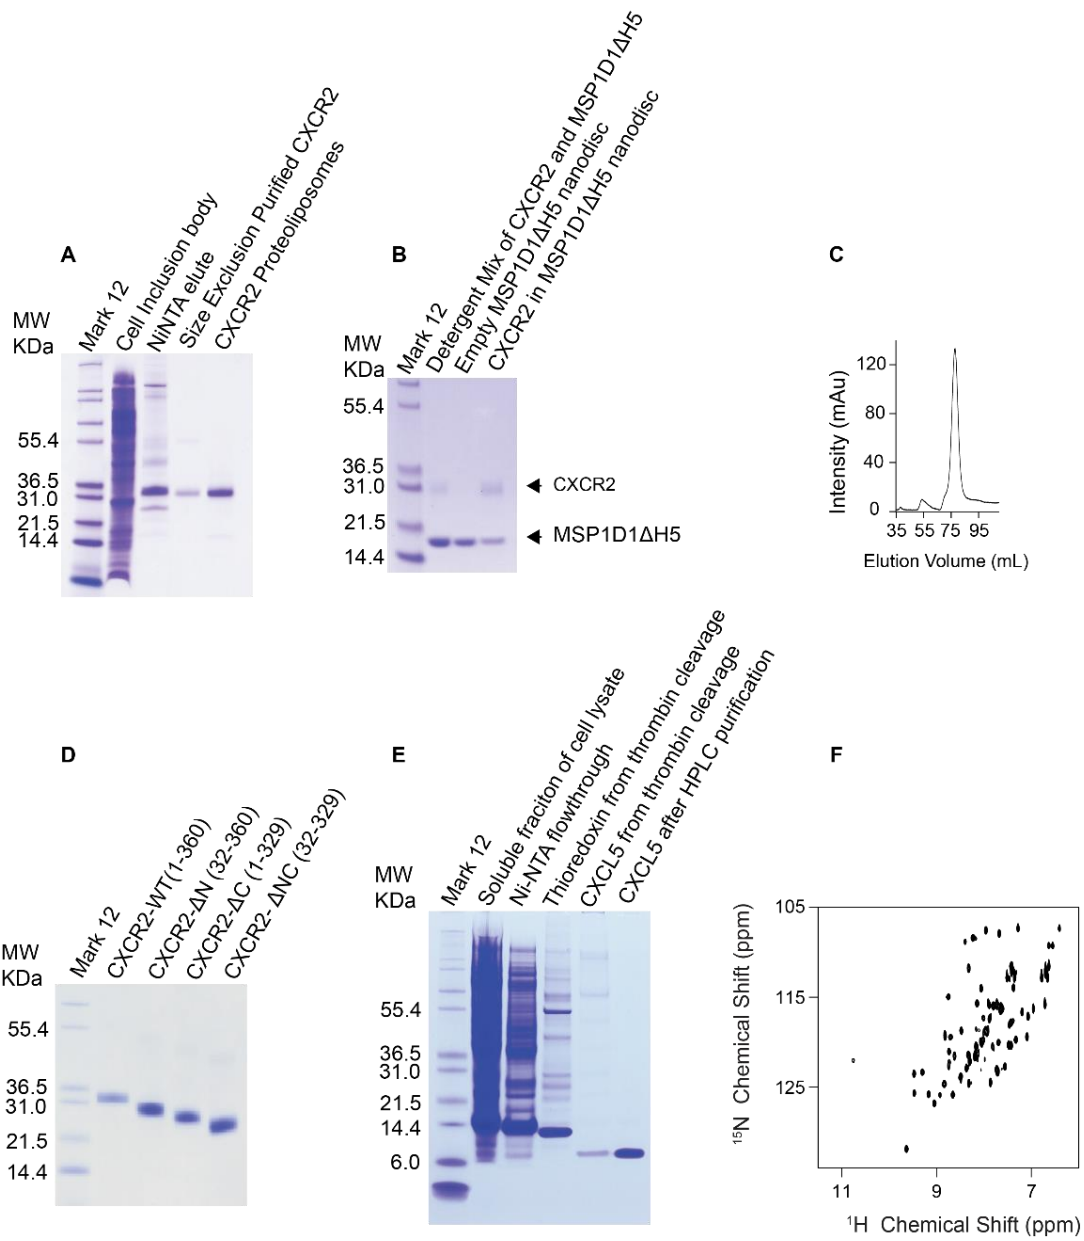 A
MW
KDa
Mark 12
Cell Inclusion body
NiNTA elute
Size Exclusion Purified CXCR2
CXCR2 Proteoliposomes
55.4
36.5
31.0
21.5
14.4
B
MW
KDa
Mark 12
Detergent Mix of CXCR2 and MSP1D1ΔH5
Empty MSP1D1ΔH5 nanodisc
CXCR2 in MSP1D1ΔH5 nanodisc
55.4
36.5
31.0
21.5
14.4
CXCR2
MSP1D1ΔH5
C
Intensity (mAu)
120
80
40
0
35 55 75 95
Elution Volume (mL)
D
MW
KDa
Mark 12
CXCR2-WT(1-360)
CXCR2-ΔN (32-360)
CXCR2-ΔC (1-329)
CXCR2- ΔNC (32-329)
55.4
36.5
31.0
21.5
14.4
E
MW
KDa
Mark 12
Soluble fraciton of cell lysate
Ni-NTA flowthrough
Thioredoxin from thrombin cleavage
CXCL5 from thrombin cleavage
CXCL5 after HPLC purification
55.4
36.5
31.0
21.5
14.4
6.0
F
¹⁵N Chemical Shift (ppm)
105
115
125
11 9 7
¹H Chemical Shift (ppm)